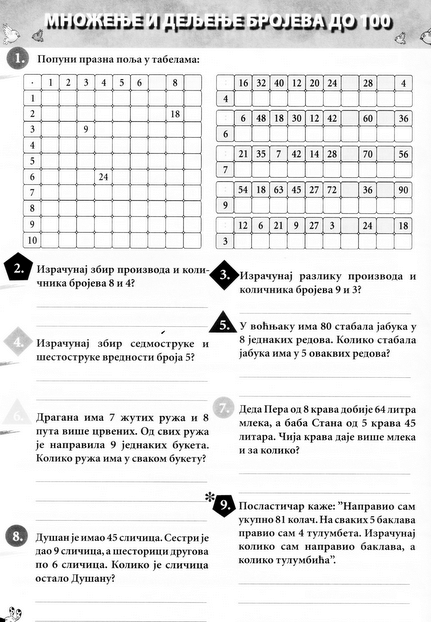 МНОЖЕЊЕ И ДЕЉЕЊЕ БРОЈЕВА ДО 100
1. Попуни празна поља у табелама:
· 1 2 3 4 5 6 8
1
2 18
3 9
4
5
6 24
7
8
9
10
16 32 40 12 20 24 28 4
4
6 48 18 30 12 42 60 36
6
21 35 7 42 14 28 70 56
7
54 18 63 45 27 72 36 90
9
12 6 21 9 27 3 24 18
3
2. Израчунај збир производа и коли-
чника бројева 8 и 4?
3. Израчунај разлику производа и
количника бројева 9 и 3?
4. Израчунај збир седмоструке и
шестоструке вредности броја 5?
5. У воћњаку има 80 стабала јабука у
8 једнаких редова. Колико стабала
јабука има у 5 оваквих редова?
6. Драгана има 7 жутих ружа и 8
пута више црвених. Од свих ружа
је направила 9 једнаких букета.
Колико ружа има у сваком букету?
7. Деда Пера од 8 крава добије 64 литра
млека, а баба Стана од 5 крава 45
литара. Чија крава даје више млека
и за колико?
8. Душан је имао 45 сличица. Сестри је
дао 9 сличица, а шесторици другова
по 6 сличица. Колико је сличица
остало Душану?
*9. Посластичар каже: ”Направио сам
укупно 81 колач. На сваких 5 баклава
правио сам 4 тулумбета. Израчунај
колико сам направио баклава, а
колико тулумбића”.